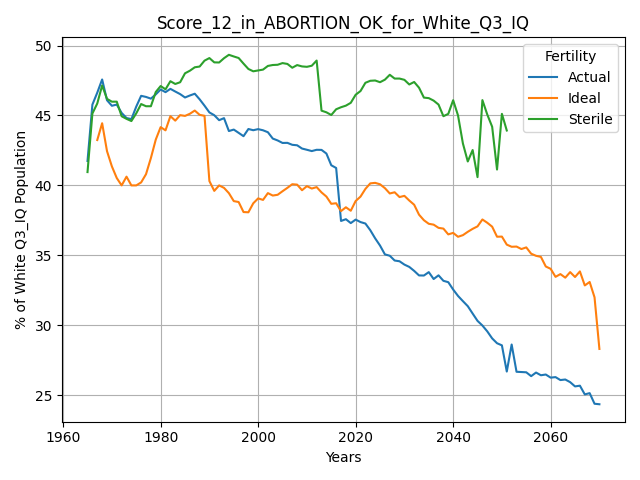 Score_12_in_ABORTION_OK_for_White_Q3_IQ
% of White Q3_IQ Population
50
45
40
35
30
25
Fertility
Actual
Ideal
Sterile
1960 1980 2000 2020 2040 2060
Years